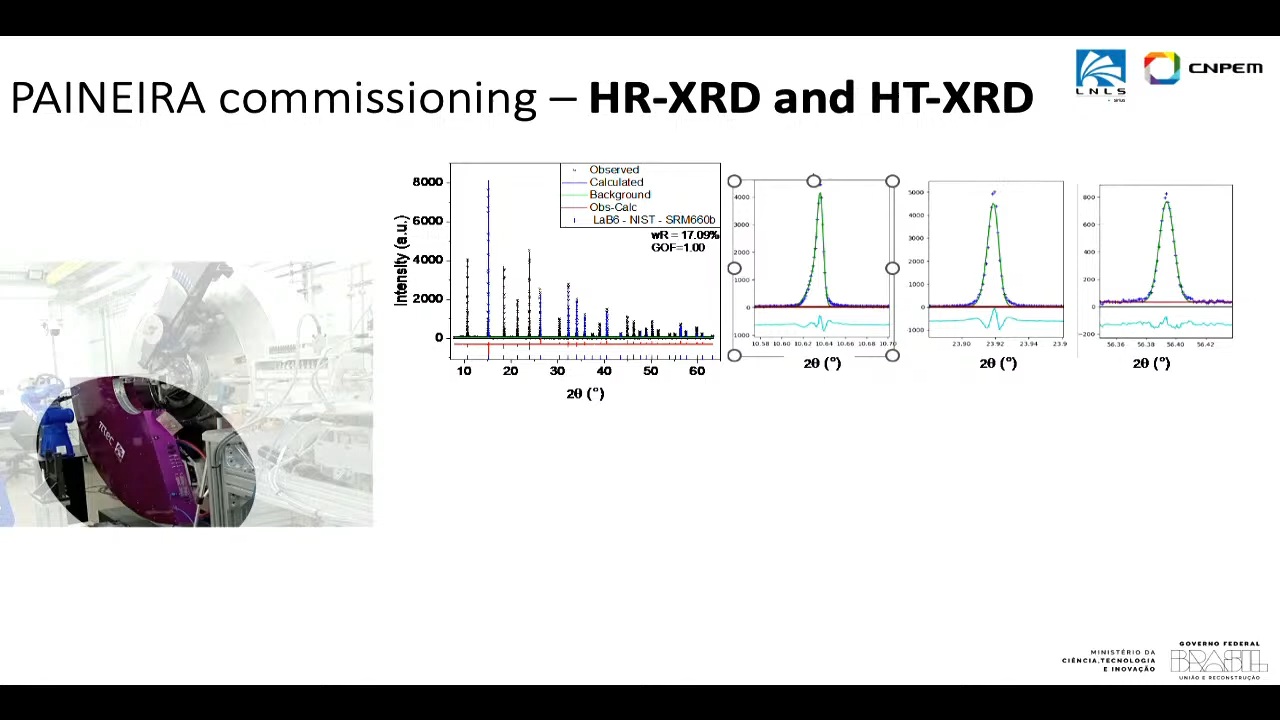 PAINEIRA commissioning – HR-XRD and HT-XRD
LNLS
CNPEM
Observed
Calculated
Background
Obs-Calc
LaB6 - NIST - SRM660b
wR = 17.09%
GOF=1.00
Intensity (a.u.)
8000
6000
4000
2000
0
10 20 30 40 50 60
2θ (°)
4000
3000
2000
1000
0
1000
10.58 10.60 10.62 10.64 10.66 10.68 10.70
2θ (°)
5000
4000
3000
2000
1000
0
1000
23.90 23.92 23.94 23.9
2θ (°)
800
600
400
200
0
−200
56.36 56.38 56.40 56.42
2θ (°)
πtec
MINISTÉRIO DA
CIÊNCIA, TECNOLOGIA
E INOVAÇÃO
GOVERNO FEDERAL
BRASIL
UNIÃO E RECONSTRUÇÃO